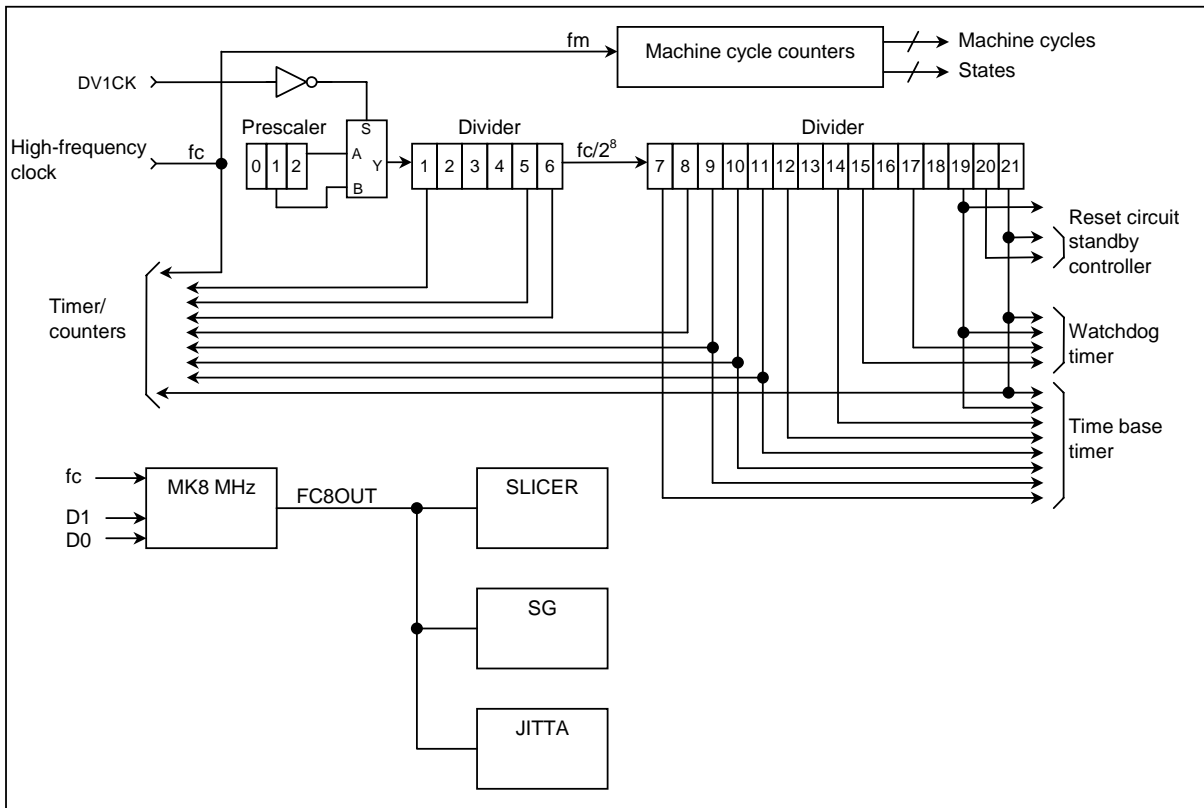 fm
Machine cycle counters
Machine cycles
States
DV1CK
High-frequency
clock
fc
Prescaler
0 1 2
S
A
B
Y
Divider
1 2 3 4 5 6
fc/2⁸
Divider
7 8 9 10 11 12 13 14 15 16 17 18 19 20 21
Reset circuit
standby
controller
Timer/
counters
Watchdog
timer
Time base
timer
fc
D1
D0
MK8 MHz
FC8OUT
SLICER
SG
JITTA